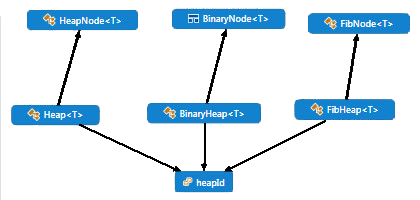 HeapNode<T>
BinaryNode<T>
FibNode<T>
Heap<T>
BinaryHeap<T>
FibHeap<T>
heapId